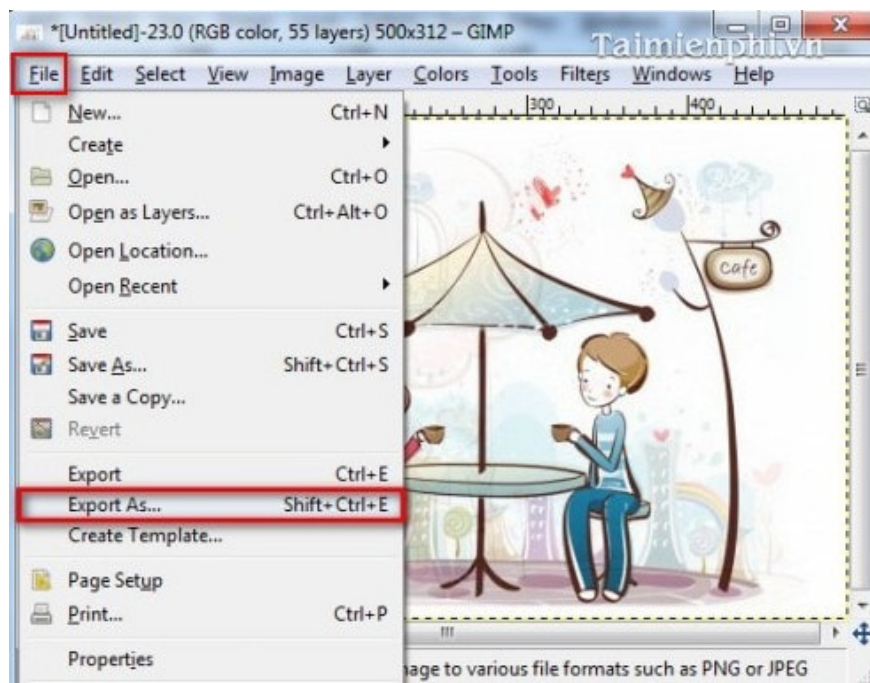 *[Untitled]-23.0 (RGB color, 55 layers) 500x312 – GIMP
Taimienphi.vn
File Edit Select View Image Layer Colors Tools Filters Windows Help
300 400
New... Ctrl+N
Create
Open... Ctrl+O
Open as Layers... Ctrl+Alt+O
Open Location...
Open Recent
Save Ctrl+S
Save As... Shift+Ctrl+S
Save a Copy...
Revert
Export Ctrl+E
Export As... Shift+Ctrl+E
Create Template...
Page Setup
Print... Ctrl+P
Properties
cafe
age to various file formats such as PNG or JPEG